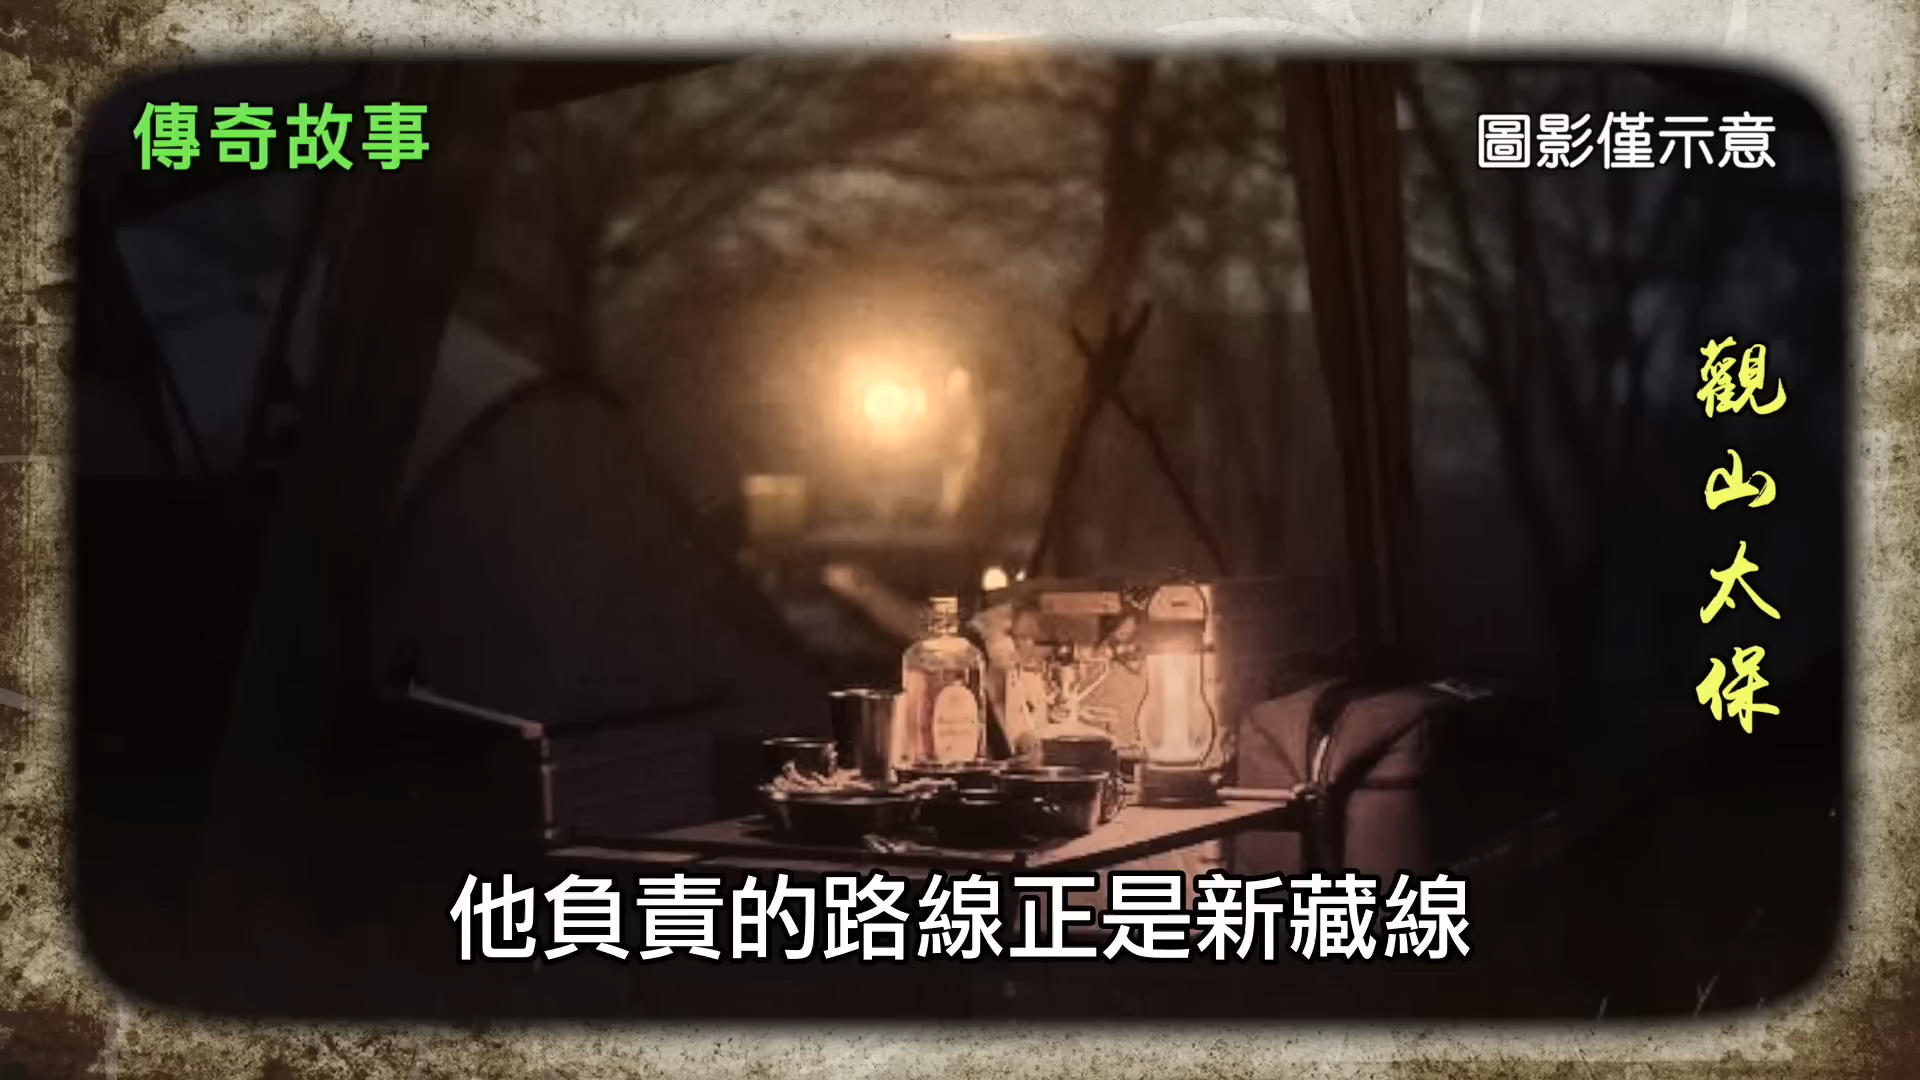 傳奇故事
圖影僅示意
觀山太保
他負責的路線正是新藏線